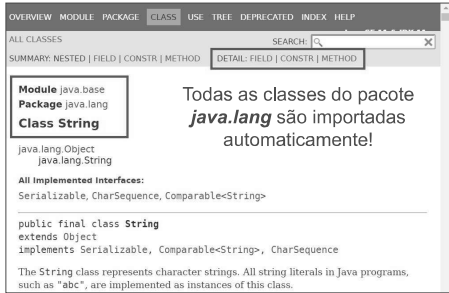 OVERVIEW MODULE PACKAGE CLASS USE TREE DEPRECATED INDEX HELP
ALL CLASSES
SEARCH:
SUMMARY: NESTED | FIELD | CONSTR | METHOD
DETAIL: FIELD | CONSTR | METHOD
Module java.base
Package java.lang
Class String
Todas as classes do pacote
java.lang são importadas
automaticamente!
java.lang.Object
java.lang.String
All Implemented Interfaces:
Serializable, CharSequence, Comparable<String>
public final class String
extends Object
implements Serializable, Comparable<String>, CharSequence
The String class represents character strings. All string literals in Java programs,
such as "abc", are implemented as instances of this class.